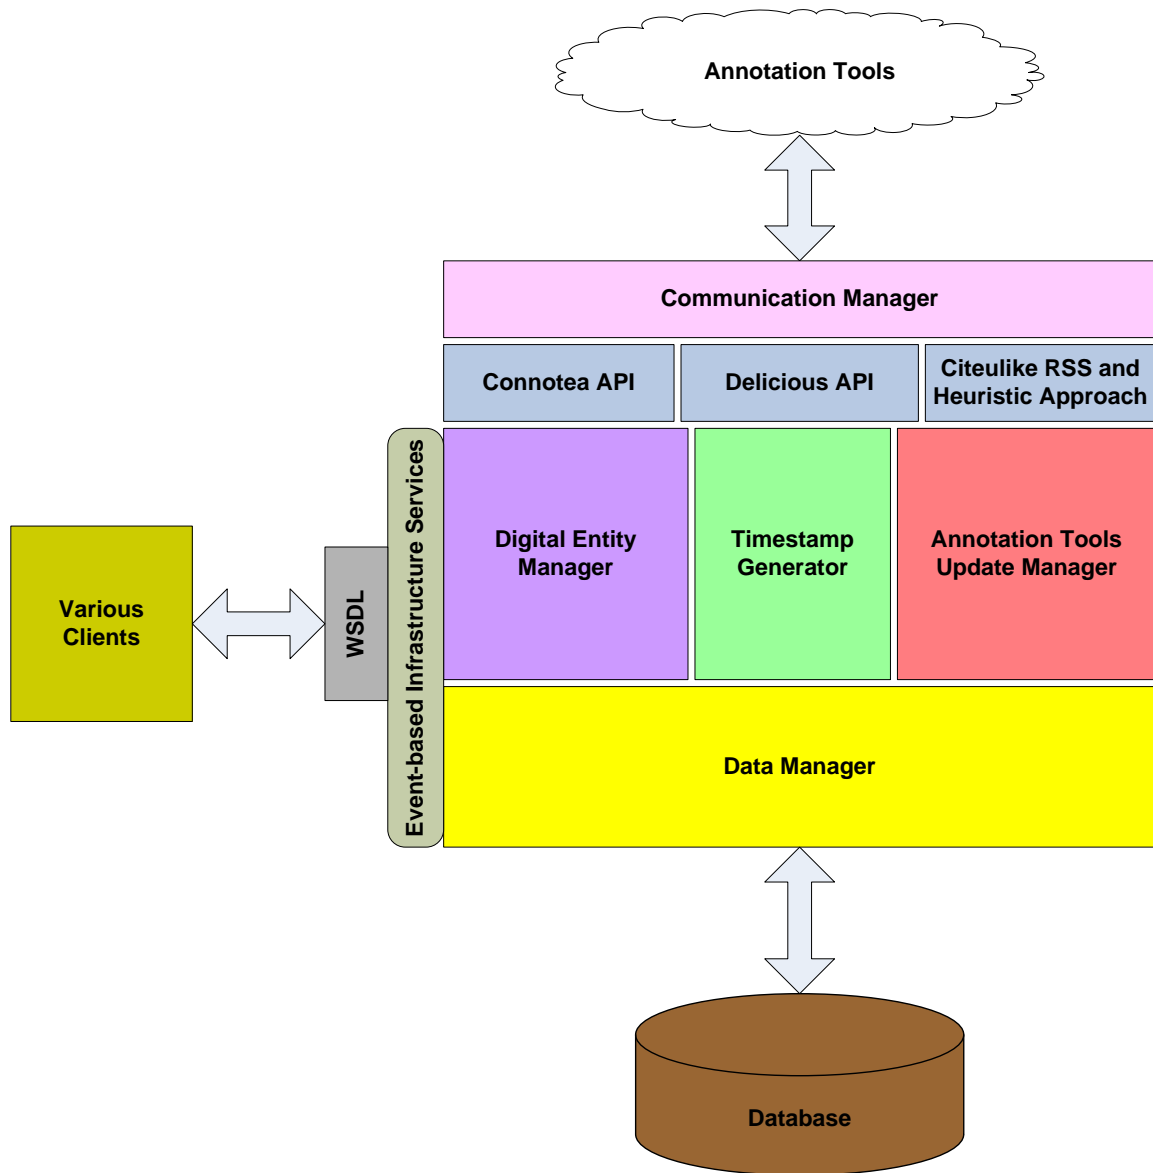 Annotation Tools
Communication Manager
Connotea API
Delicious API
Citeulike RSS and
Heuristic Approach
Event-based Infrastructure Services
Digital Entity
Manager
Timestamp
Generator
Annotation Tools
Update Manager
Various
Clients
WSDL
Data Manager
Database